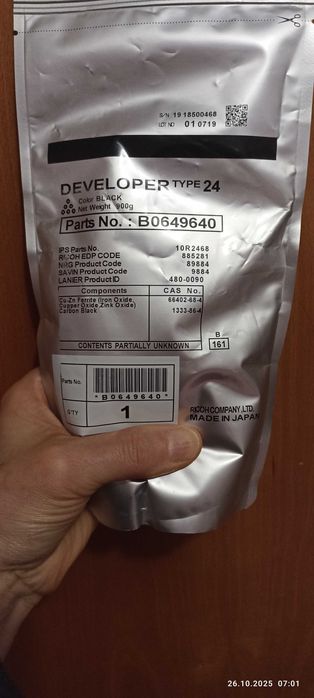 S/N 19 18500468
LOT NO 01 0719
DEVELOPER TYPE 24
Color BLACK
Net Weight 900g
Parts No. : B0649640
IPS Parts No. 10R2468
RICOH EDP CODE 885281
NRG Product Code 89884
SAVIN Product Code 9884
LANIER Product ID 480-0090
Components CAS No.
Cu-Zn Ferrite (Iron Oxide, 66402-68-4
Cupper Oxide,Zink Oxide)
Carbon Black 1333-86-4
CONTENTS PARTIALLY UNKNOWN
B
161
Parts No.
*B0649640*
Q'TY 1
RICOH COMPANY,LTD.
MADE IN JAPAN
26.10.2025 07:01